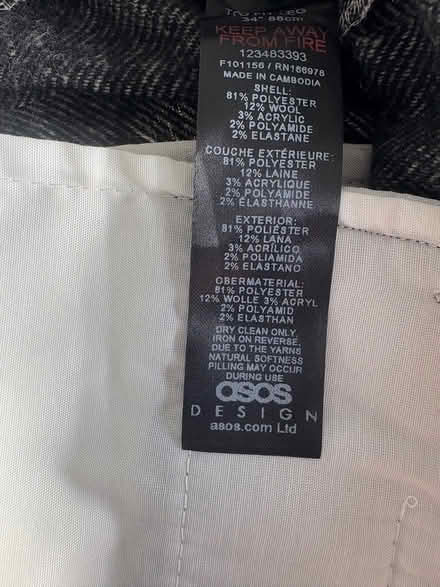 34" 86cm
KEEP AWAY
FROM FIRE
123483393
F101156 / RN166978
MADE IN CAMBODIA
SHELL:
81% POLYESTER
12% WOOL
3% ACRYLIC
2% POLYAMIDE
2% ELASTANE
COUCHE EXTÉRIEURE:
81% POLYESTER
12% LAINE
3% ACRYLIQUE
2% POLYAMIDE
2% ÉLASTHANNE
EXTERIOR:
81% POLIÉSTER
12% LANA
3% ACRÍLICO
2% POLIAMIDA
2% ELASTANO
OBERMATERIAL:
81% POLYESTER
12% WOLLE 3% ACRYL
2% POLYAMID
2% ELASTHAN
DRY CLEAN ONLY,
IRON ON REVERSE.
DUE TO THE YARNS
NATURAL SOFTNESS
PILLING MAY OCCUR
DURING USE
asos
DESIGN
asos.com Ltd